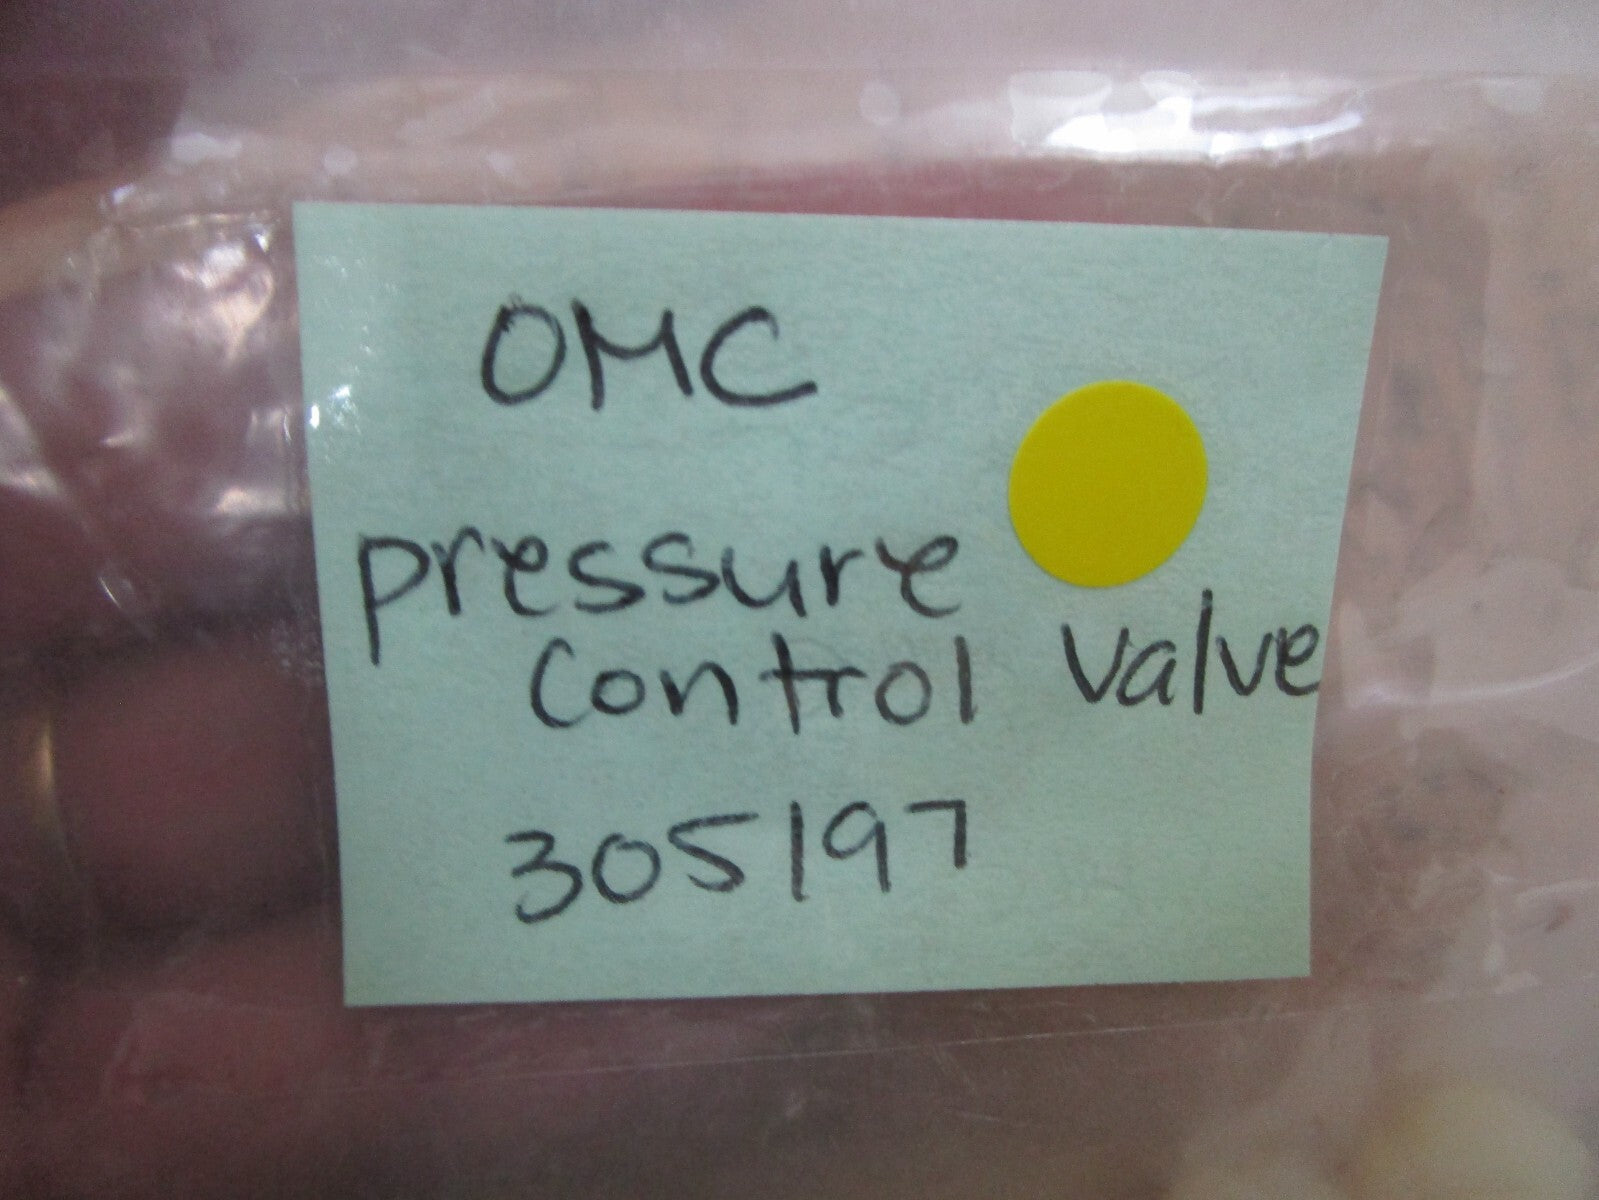 OMC
pressure
control valve
305197